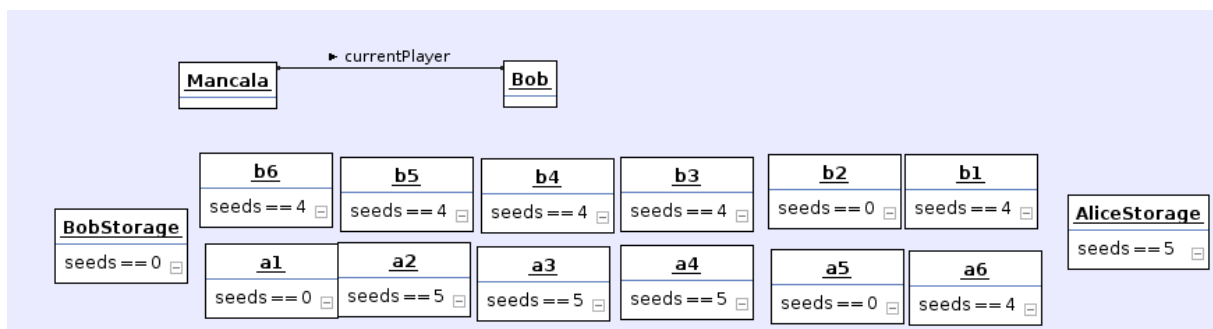 ► currentPlayer
Mancala
Bob
b6
seeds == 4
b5
seeds == 4
b4
seeds == 4
b3
seeds == 4
b2
seeds == 0
b1
seeds == 4
BobStorage
seeds == 0
AliceStorage
seeds == 5
a1
seeds == 0
a2
seeds == 5
a3
seeds == 5
a4
seeds == 5
a5
seeds == 0
a6
seeds == 4